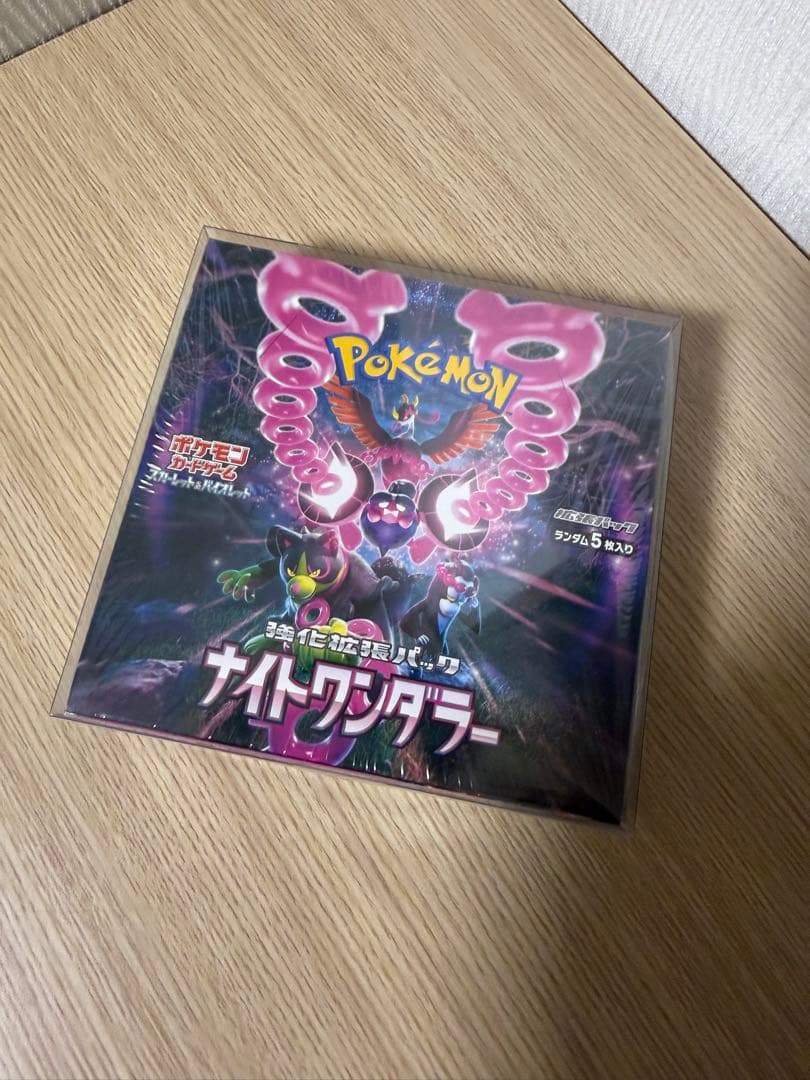 POKéMON
ポケモン
カードゲーム
スカーレット&バイオレット
拡張パック
ランダム5枚入り
強化拡張パック
ナイトワンダラー